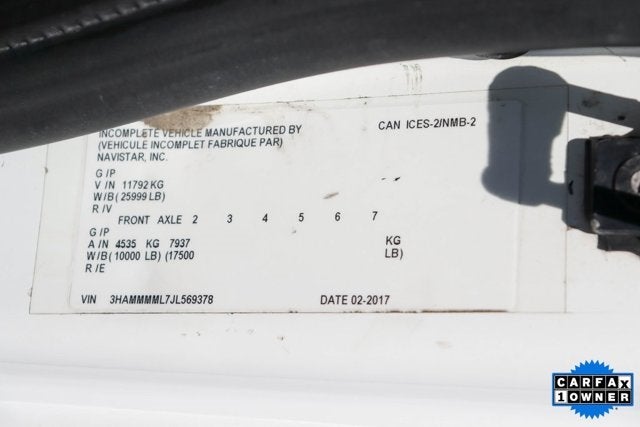 INCOMPLETE VEHICLE MANUFACTURED BY
(VEHICULE INCOMPLET FABRIQUE PAR)
NAVISTAR, INC.
CAN ICES-2/NMB-2
G / P
V / N 11792 KG
W / B ( 25999 LB)
R / V
FRONT AXLE 2 3 4 5 6 7
G / P
A / N 4535 KG 7937 KG
W / B ( 10000 LB) (17500 LB)
R / E
VIN 3HAMMMML7JL569378 DATE 02-2017
CARFAX
1 OWNER